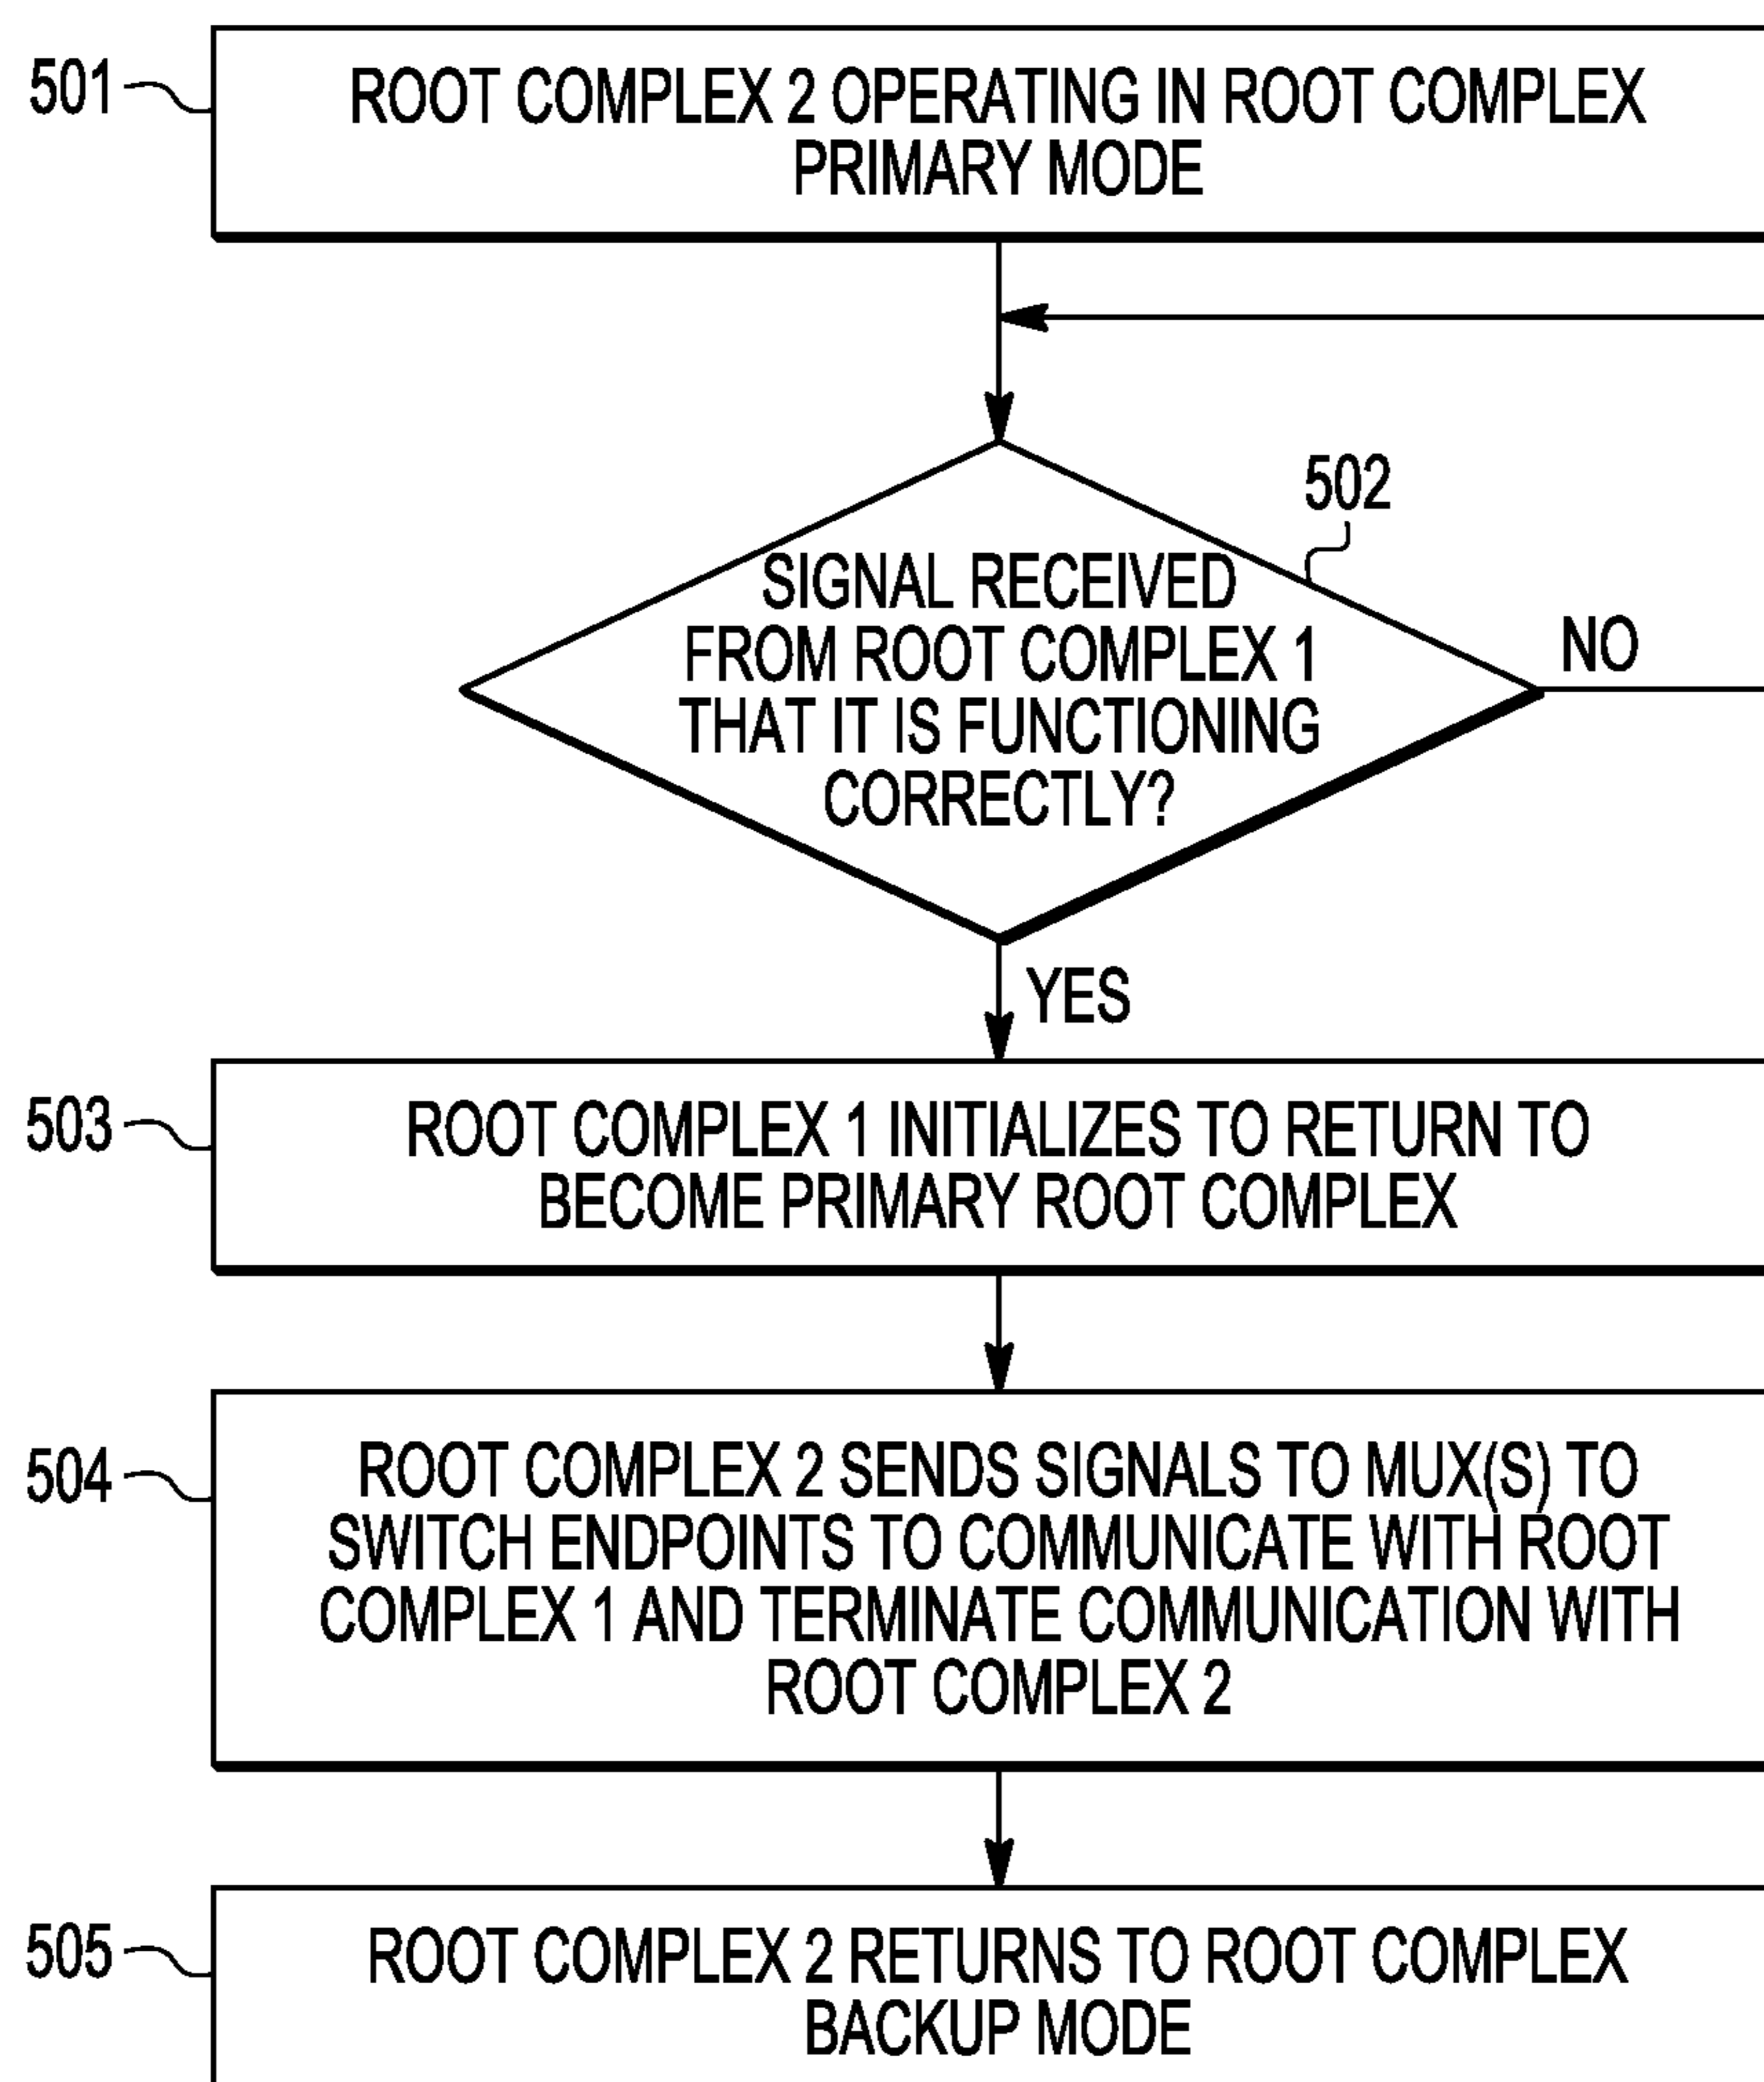 501
ROOT COMPLEX 2 OPERATING IN ROOT COMPLEX
PRIMARY MODE
502
SIGNAL RECEIVED
FROM ROOT COMPLEX 1
THAT IT IS FUNCTIONING
CORRECTLY?
NO
YES
503
ROOT COMPLEX 1 INITIALIZES TO RETURN TO
BECOME PRIMARY ROOT COMPLEX
504
ROOT COMPLEX 2 SENDS SIGNALS TO MUX(S) TO
SWITCH ENDPOINTS TO COMMUNICATE WITH ROOT
COMPLEX 1 AND TERMINATE COMMUNICATION WITH
ROOT COMPLEX 2
505
ROOT COMPLEX 2 RETURNS TO ROOT COMPLEX
BACKUP MODE